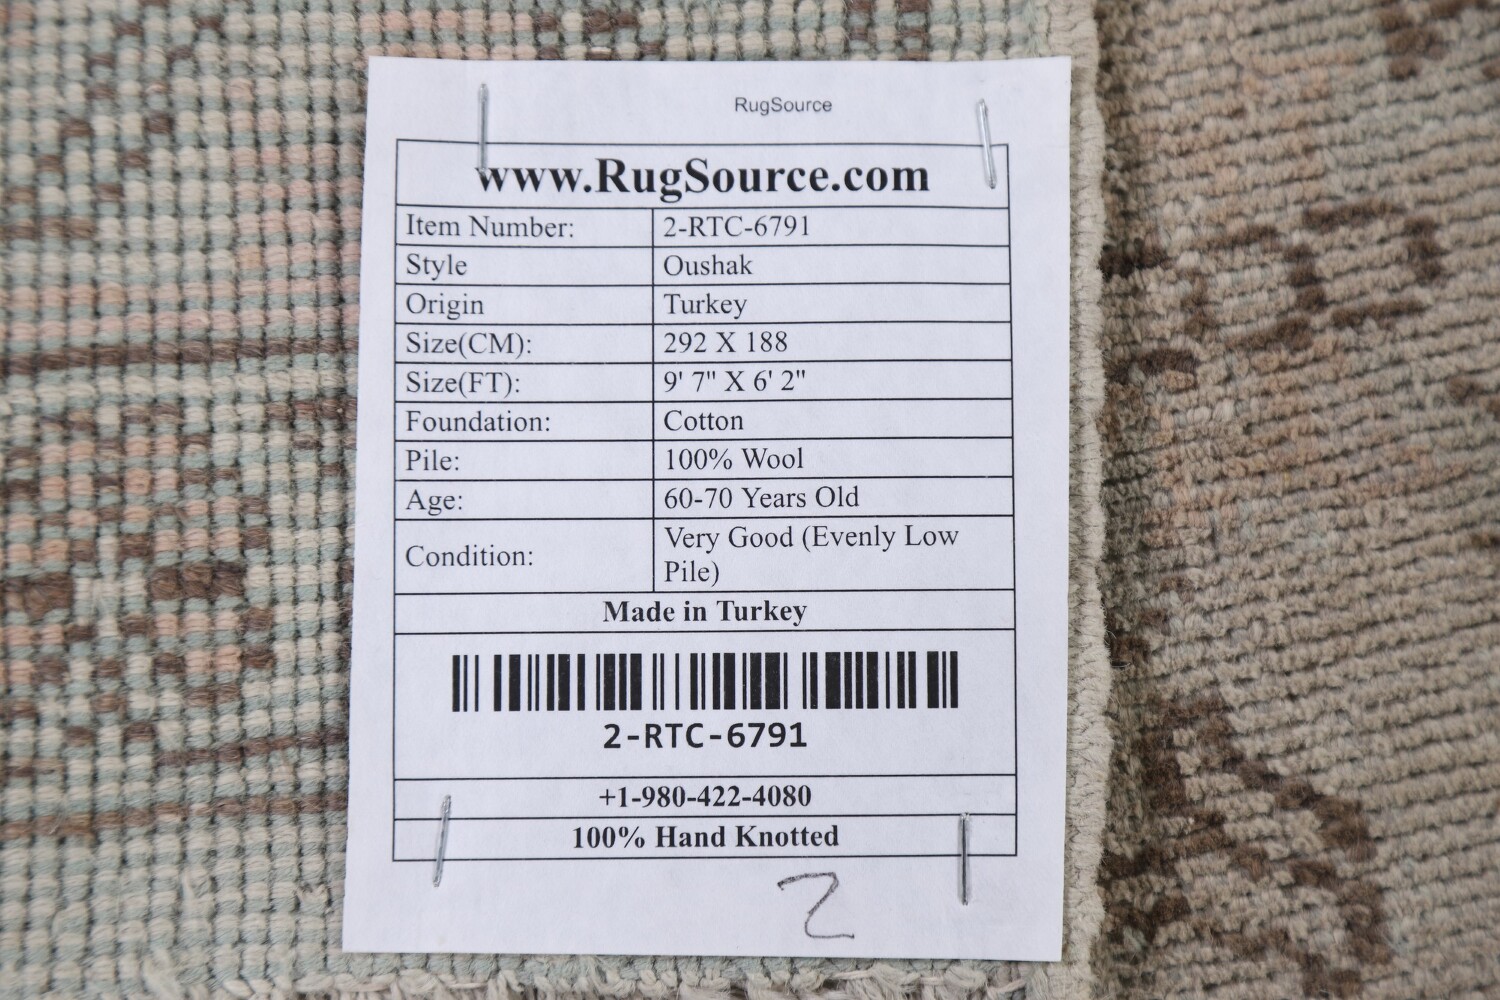 RugSource
www.RugSource.com
Item Number: 2-RTC-6791
Style Oushak
Origin Turkey
Size(CM): 292 X 188
Size(FT): 9' 7" X 6' 2"
Foundation: Cotton
Pile: 100% Wool
Age: 60-70 Years Old
Condition: Very Good (Evenly Low
Pile)
Made in Turkey
2-RTC-6791
+1-980-422-4080
100% Hand Knotted
2